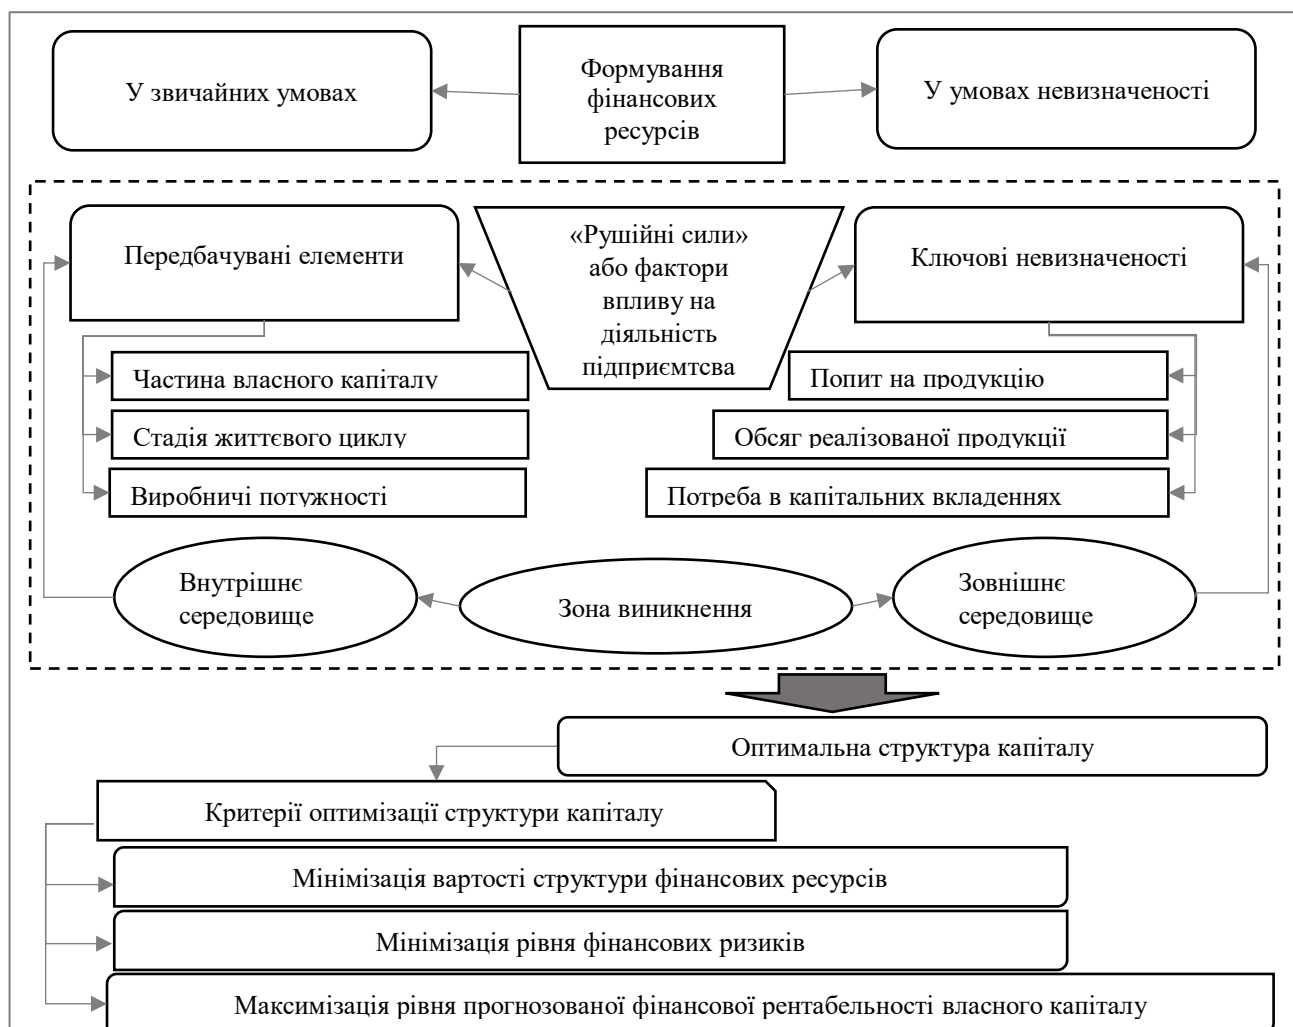 У звичайних умовах
Формування
фінансових
ресурсів
У умовах невизначеності
Передбачувані елементи
«Рушійні сили»
або фактори
впливу на
діяльність
підприємтсва
Ключові невизначеності
Частина власного капіталу
Стадія життєвого циклу
Виробничі потужності
Попит на продукцію
Обсяг реалізованої продукції
Потреба в капітальних вкладеннях
Внутрішнє
середовище
Зона виникнення
Зовнішнє
середовище
Оптимальна структура капіталу
Критерії оптимізації структури капіталу
Мінімізація вартості структури фінансових ресурсів
Мінімізація рівня фінансових ризиків
Максимізація рівня прогнозованої фінансової рентабельності власного капіталу